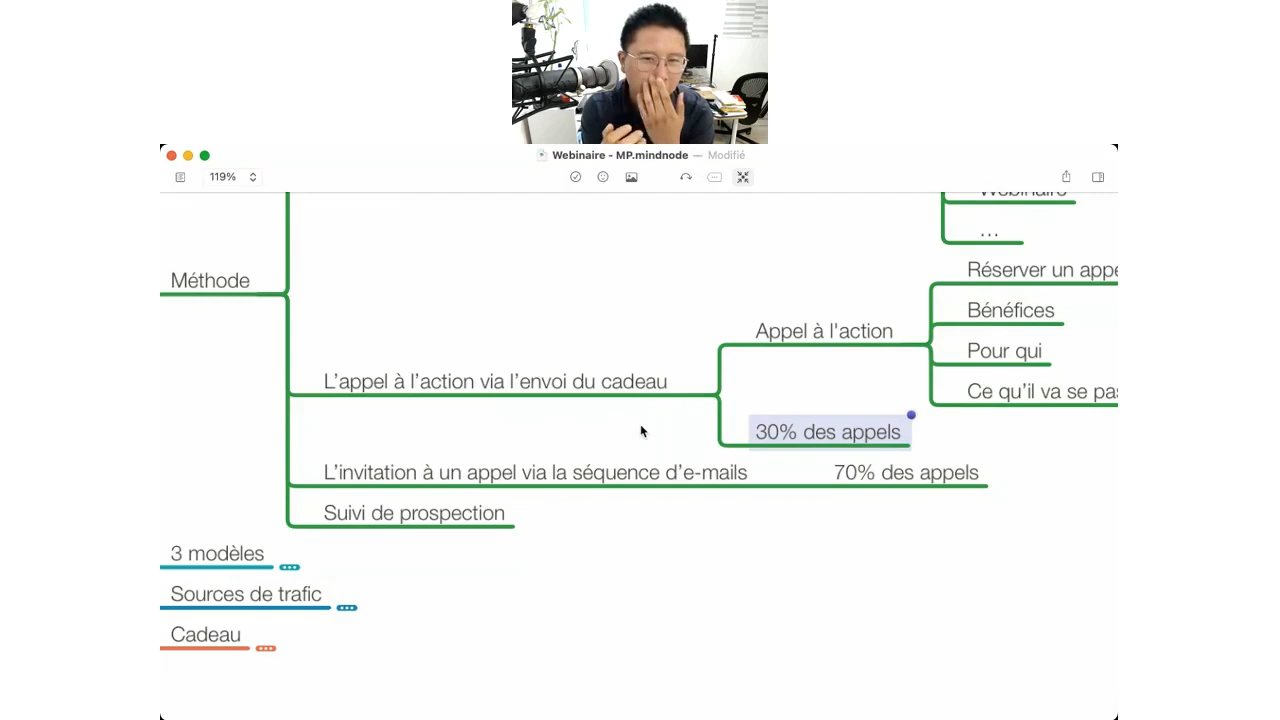 Webinaire - MP.mindnode — Modifié
119%
Webinaire
...
Méthode
Réserver un
Bénéfices
Appel à l'action
Pour qui
L’appel à l’action via l’envoi du cadeau
Ce qu’il va se
30% des appels
L’invitation à un appel via la séquence d’e-mails
70% des appels
Suivi de prospection
3 modèles
Sources de trafic
Cadeau